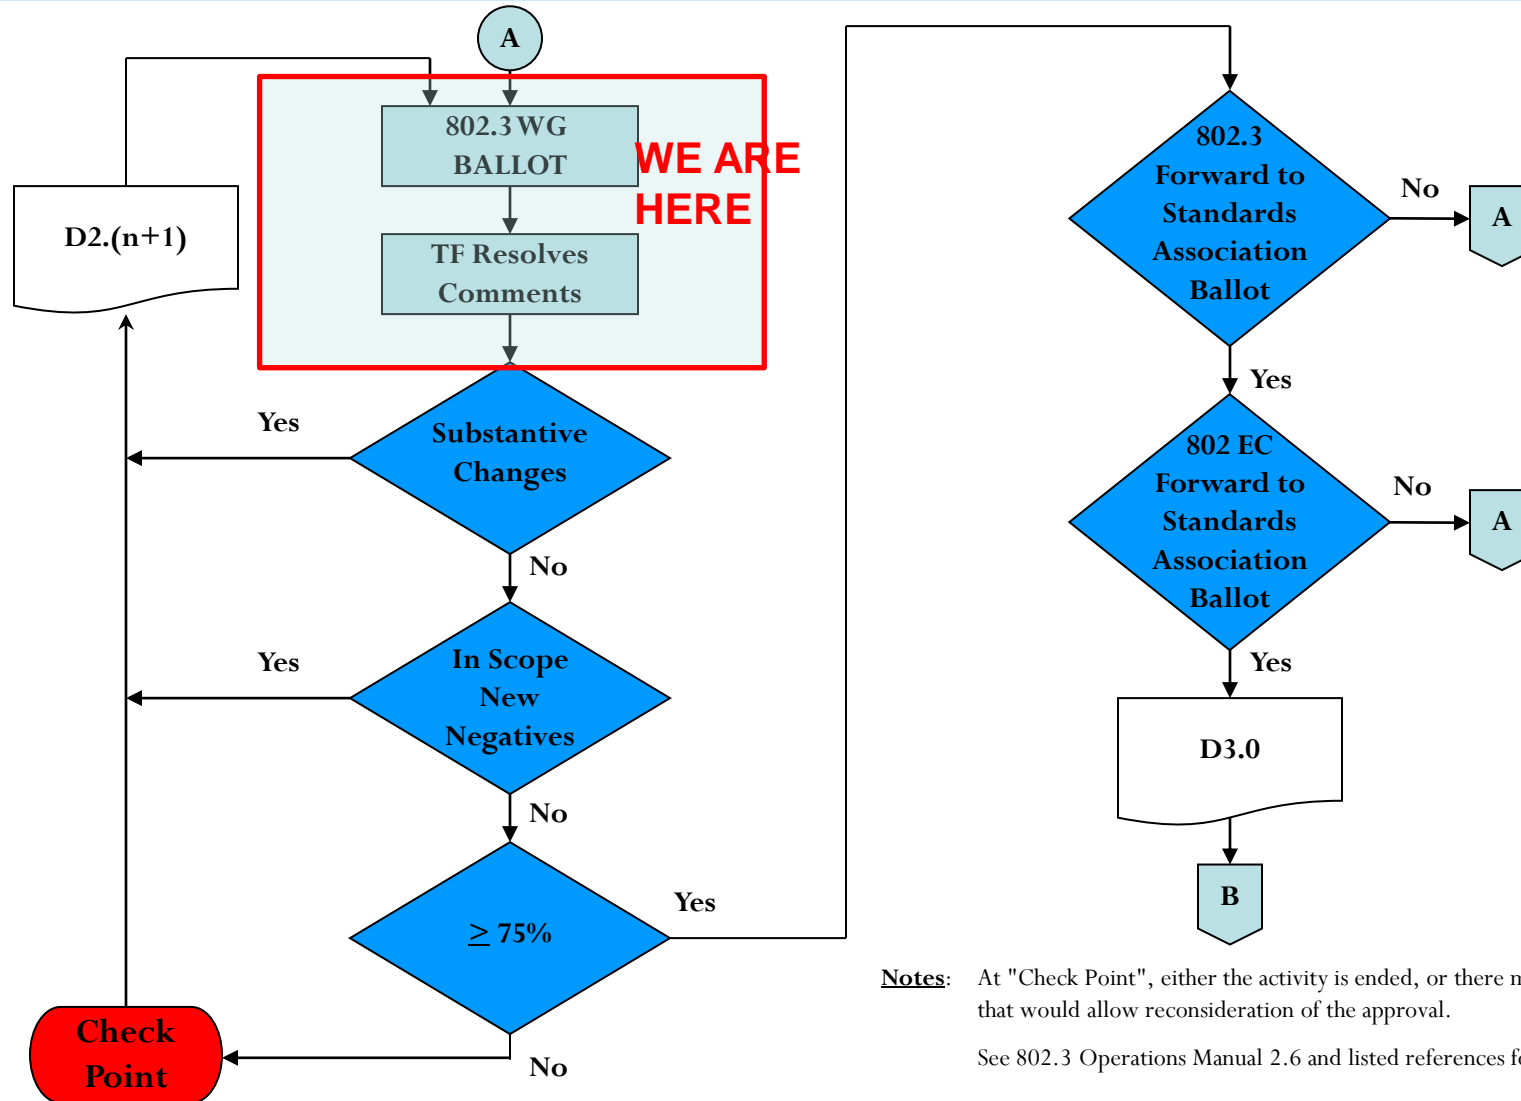 A
802.3 WG
BALLOT
WE ARE
HERE
TF Resolves
Comments
D2.(n+1)
Substantive
Changes
Yes
No
In Scope
New
Negatives
Yes
No
≥ 75%
Yes
No
Check
Point
802.3
Forward to
Standards
Association
Ballot
No
A
Yes
802 EC
Forward to
Standards
Association
Ballot
No
A
Yes
D3.0
B
Notes: At "Check Point", either the activity is ended, or there
that would allow reconsideration of the approval.
See 802.3 Operations Manual 2.6 and listed references